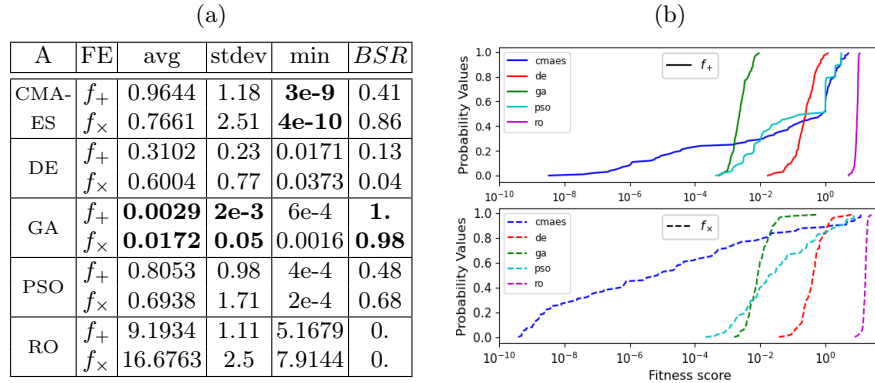 (a)
A FE avg stdev min BSR
CMA-ES f+ 0.9644 1.18 3e-9 0.41
f× 0.7661 2.51 4e-10 0.86
DE f+ 0.3102 0.23 0.0171 0.13
f× 0.6004 0.77 0.0373 0.04
GA f+ 0.0029 2e-3 6e-4 1.
f× 0.0172 0.05 0.0016 0.98
PSO f+ 0.8053 0.98 4e-4 0.48
f× 0.6938 1.71 2e-4 0.68
RO f+ 9.1934 1.11 5.1679 0.
f× 16.6763 2.5 7.9144 0.
(b)
Probability Values
1.0
0.8
0.6
0.4
0.2
0.0
cmaes
de
ga
pso
ro
f+
10⁻¹⁰ 10⁻⁸ 10⁻⁶ 10⁻⁴ 10⁻² 10⁰
Probability Values
1.0
0.8
0.6
0.4
0.2
0.0
cmaes
de
ga
pso
ro
f×
10⁻¹⁰ 10⁻⁸ 10⁻⁶ 10⁻⁴ 10⁻² 10⁰
Fitness score